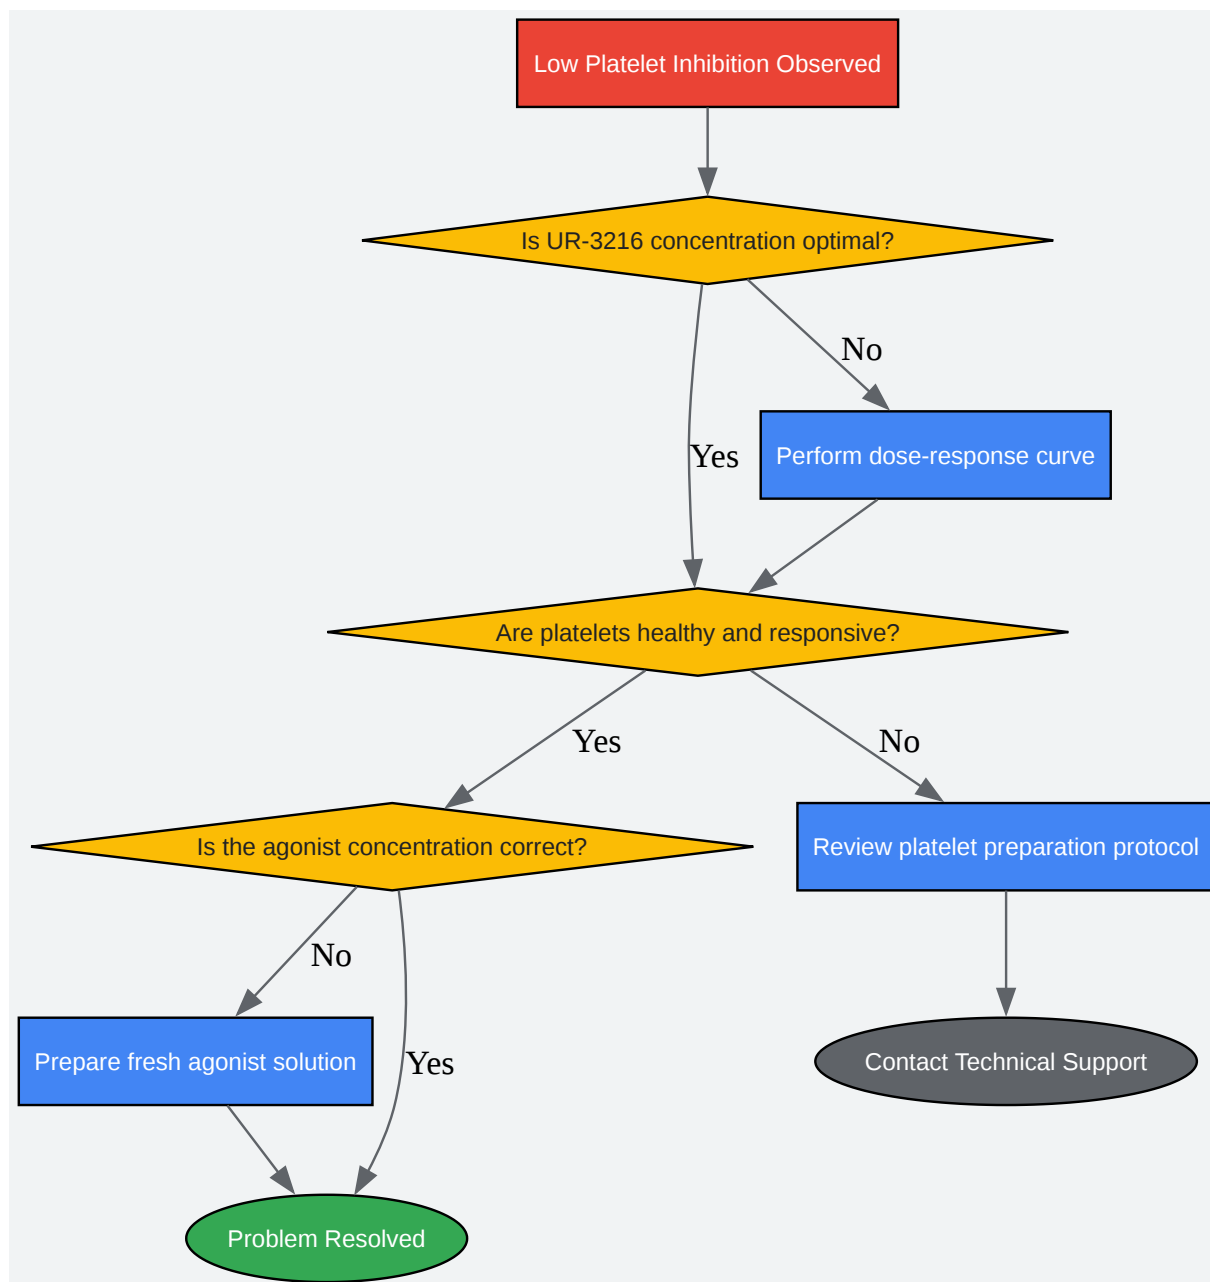 Low Platelet Inhibition Observed
Is UR-3216 concentration optimal?
No
Yes
Perform dose-response curve
Are platelets healthy and responsive?
Yes
No
Is the agonist concentration correct?
Review platelet preparation protocol
No
Prepare fresh agonist solution
Yes
Contact Technical Support
Problem Resolved